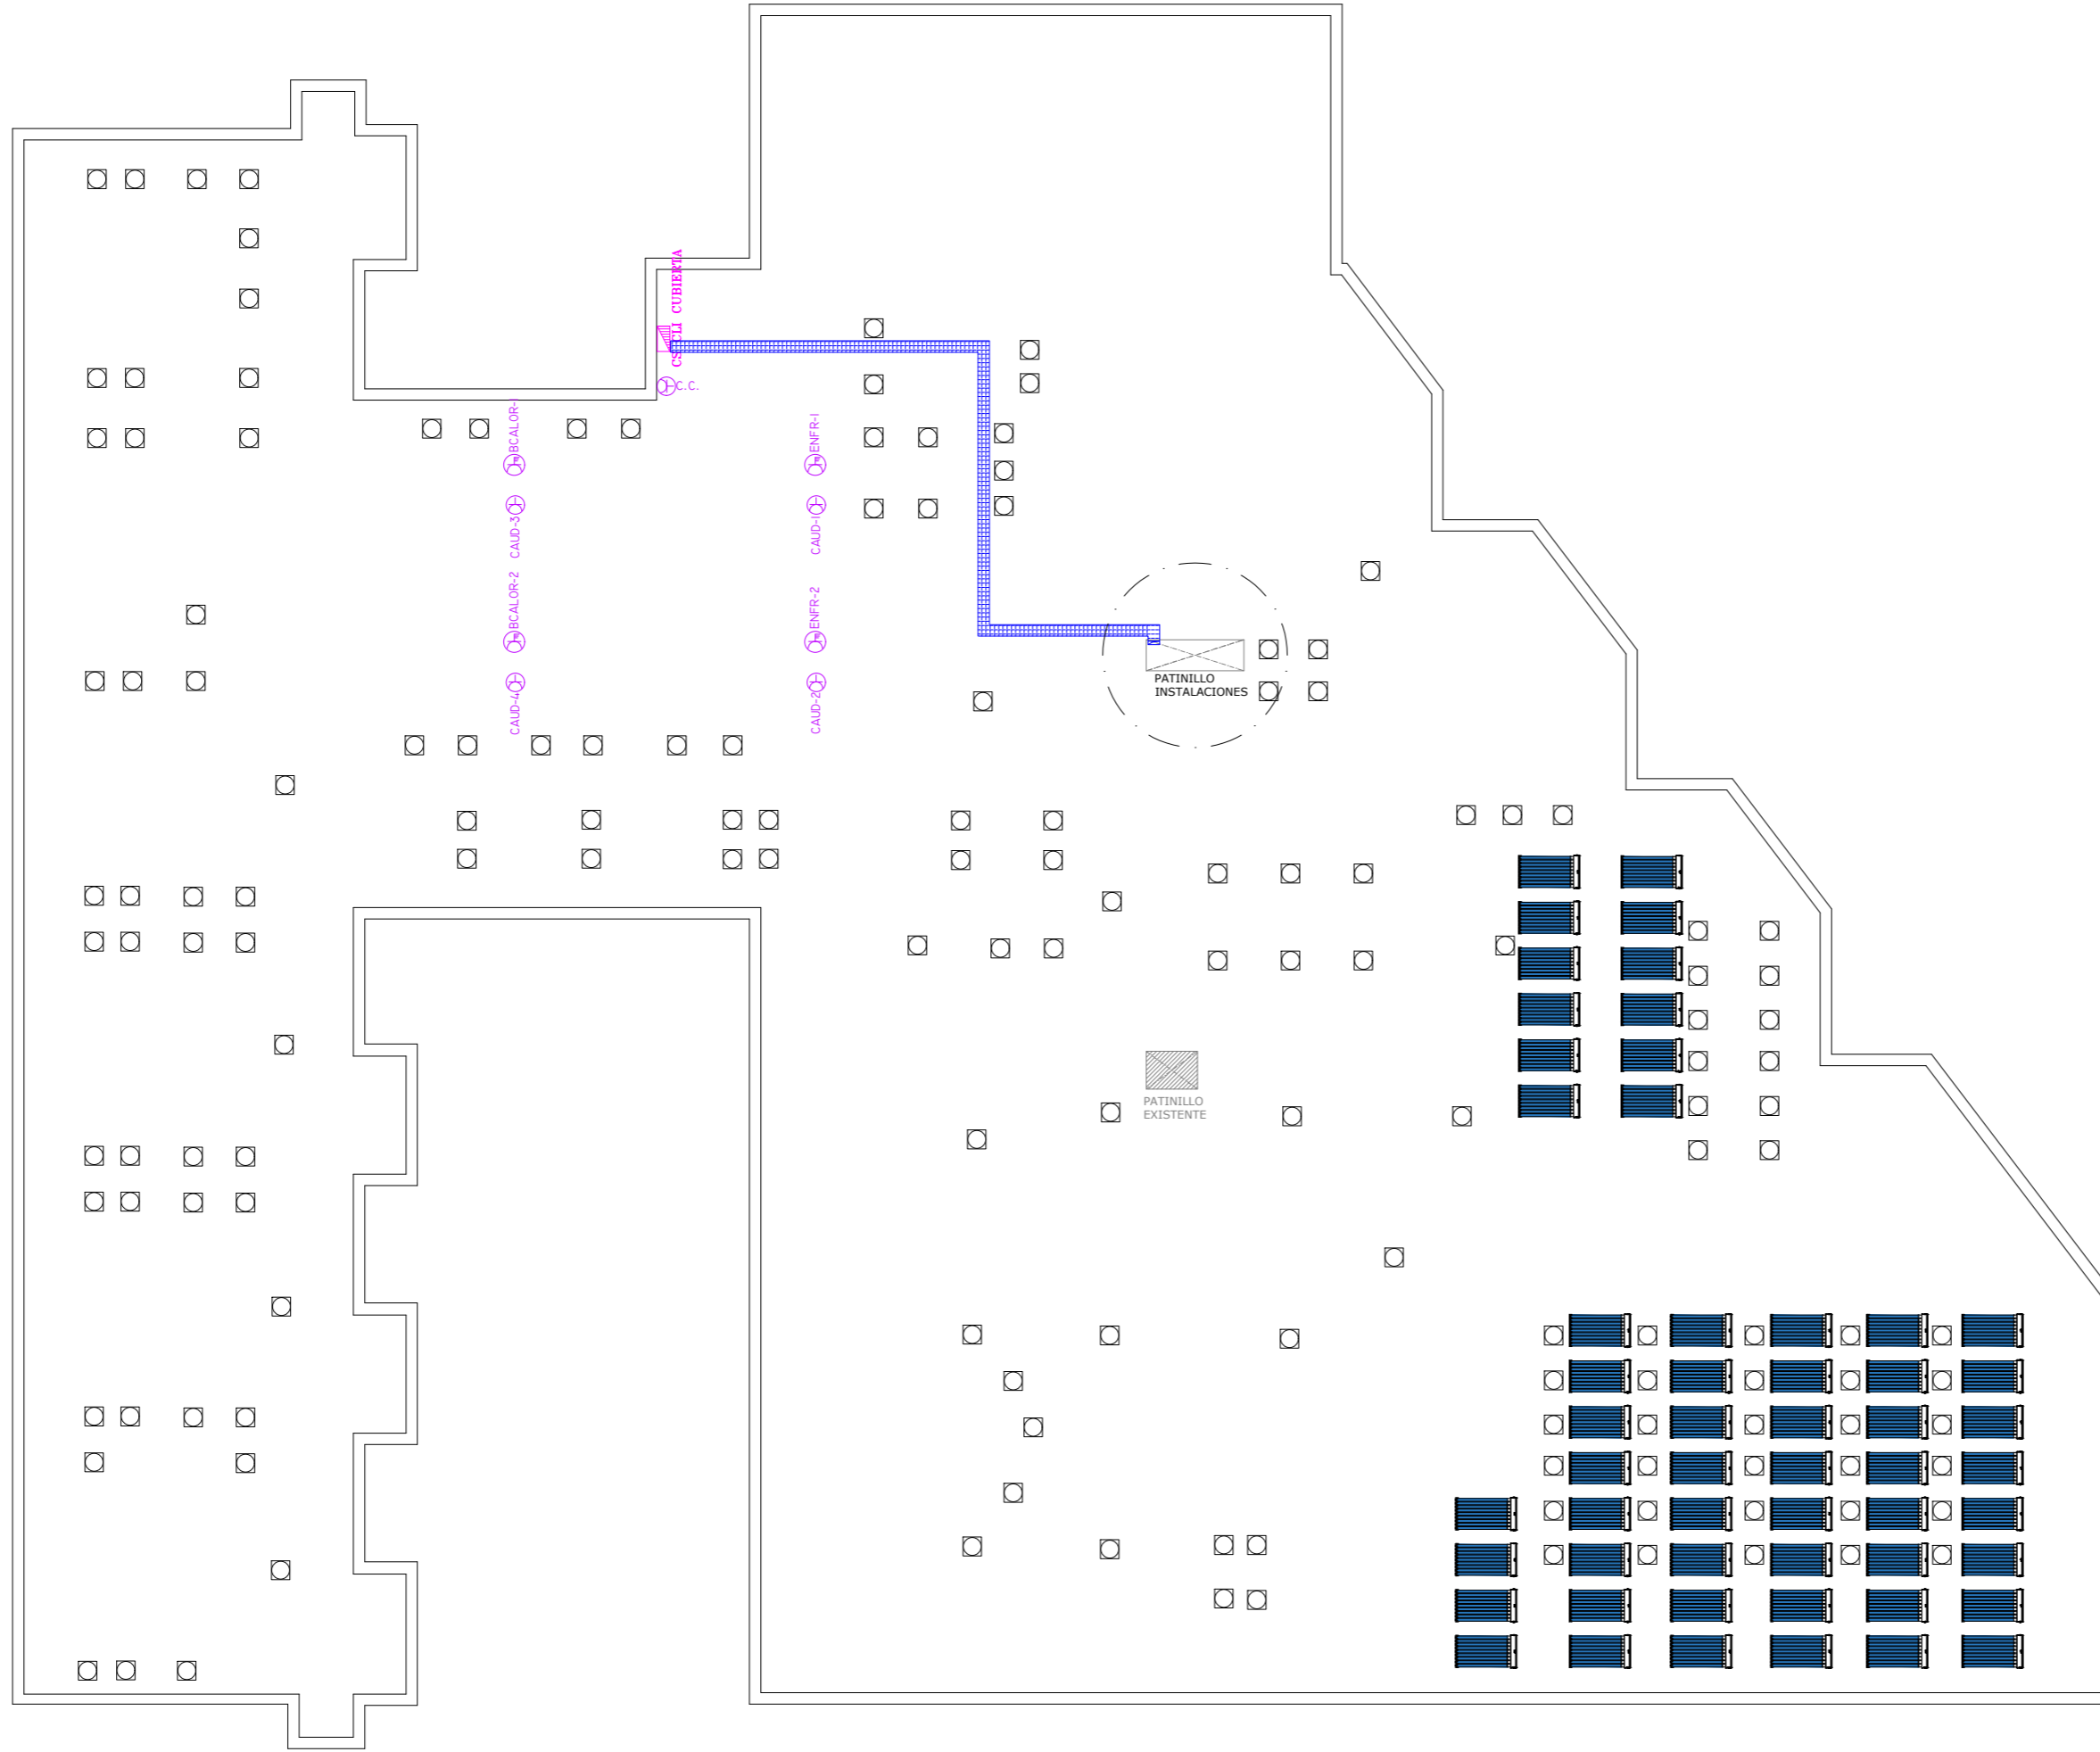 CS CLI CUBIERTA
C.C.
BCALOR-1
ENFR-1
CAUD-3
CAUD-1
BCALOR-2
ENFR-2
CAUD-4
CAUD-2
PATINILLO
INSTALACIONES
PATINILLO
EXISTENTE